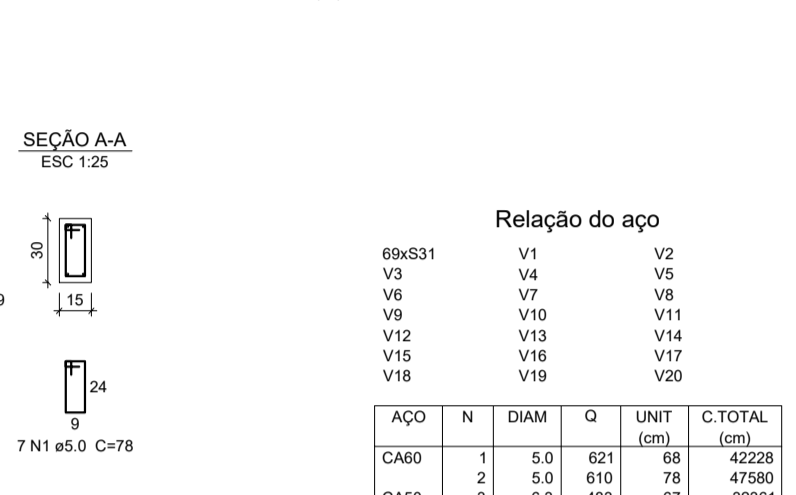 SEÇÃO A-A
ESC 1:25
30
15
9
24
9
7 N1 ø5.0 C=78
Relação do aço
69xS31 V1 V2
V3 V4 V5
V6 V7 V8
V9 V10 V11
V12 V13 V14
V15 V16 V17
V18 V19 V20
AÇO N DIAM Q UNIT C.TOTAL
(cm) (cm)
CA60 1 5.0 621 68 42228
2 5.0 610 78 47580